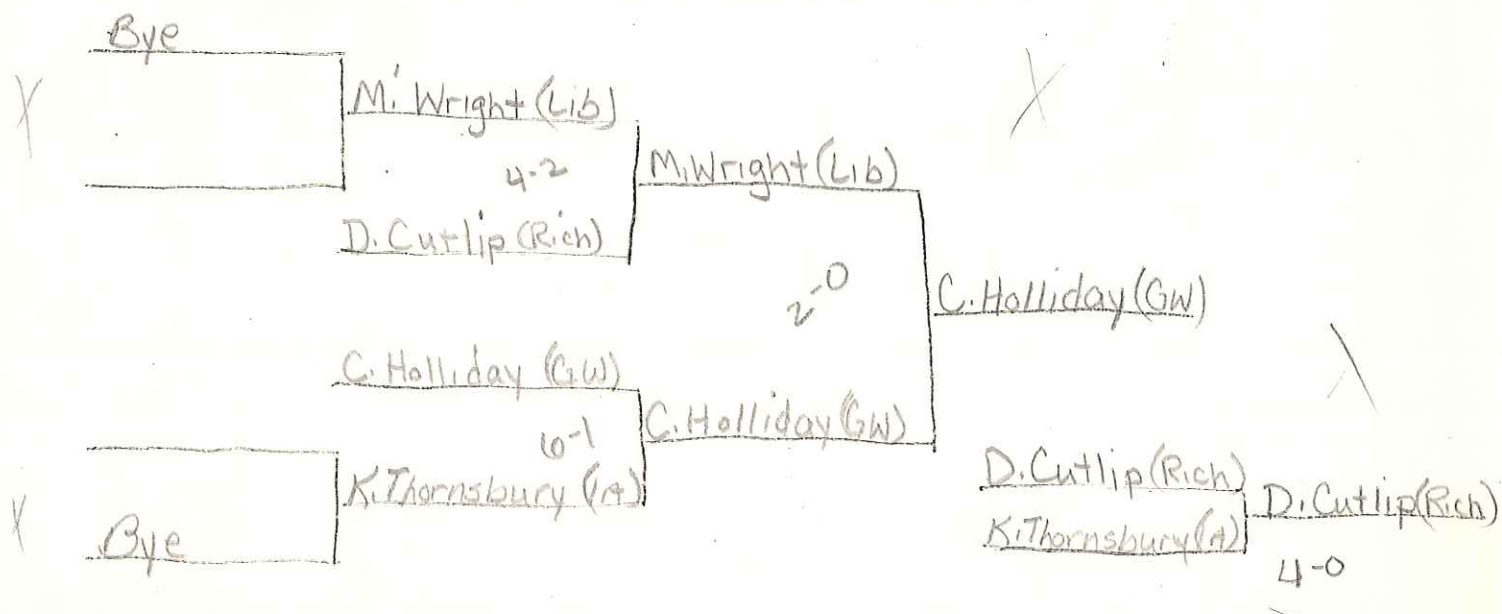 Bye
M. Wright (Lib)
4-2
D. Cutlip (Rich)
M. Wright (Lib)
2-0
C. Holliday (GW)
C. Holliday (GW)
6-1
K. Thornsbury (IA)
C. Holliday (GW)
Bye
D. Cutlip (Rich)
K. Thornsbury (A)
D. Cutlip (Rich)
4-0